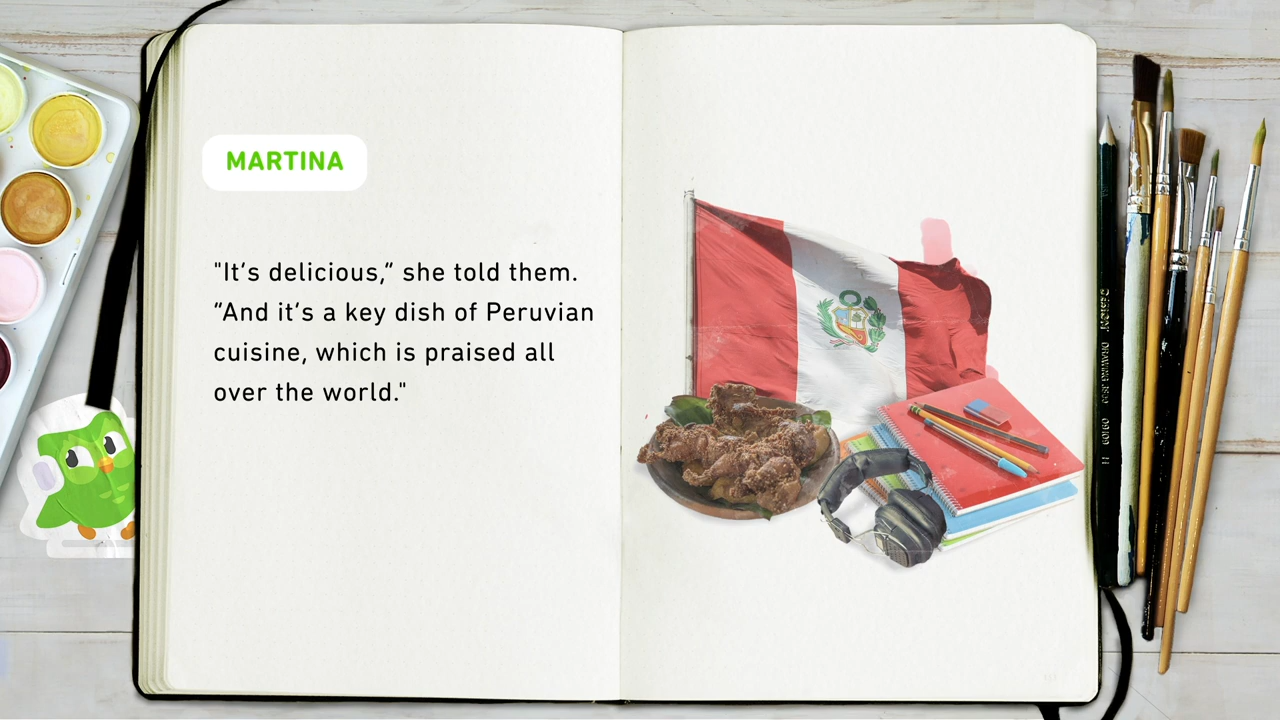 MARTINA
"It’s delicious,” she told them.
“And it’s a key dish of Peruvian
cuisine, which is praised all
over the world."